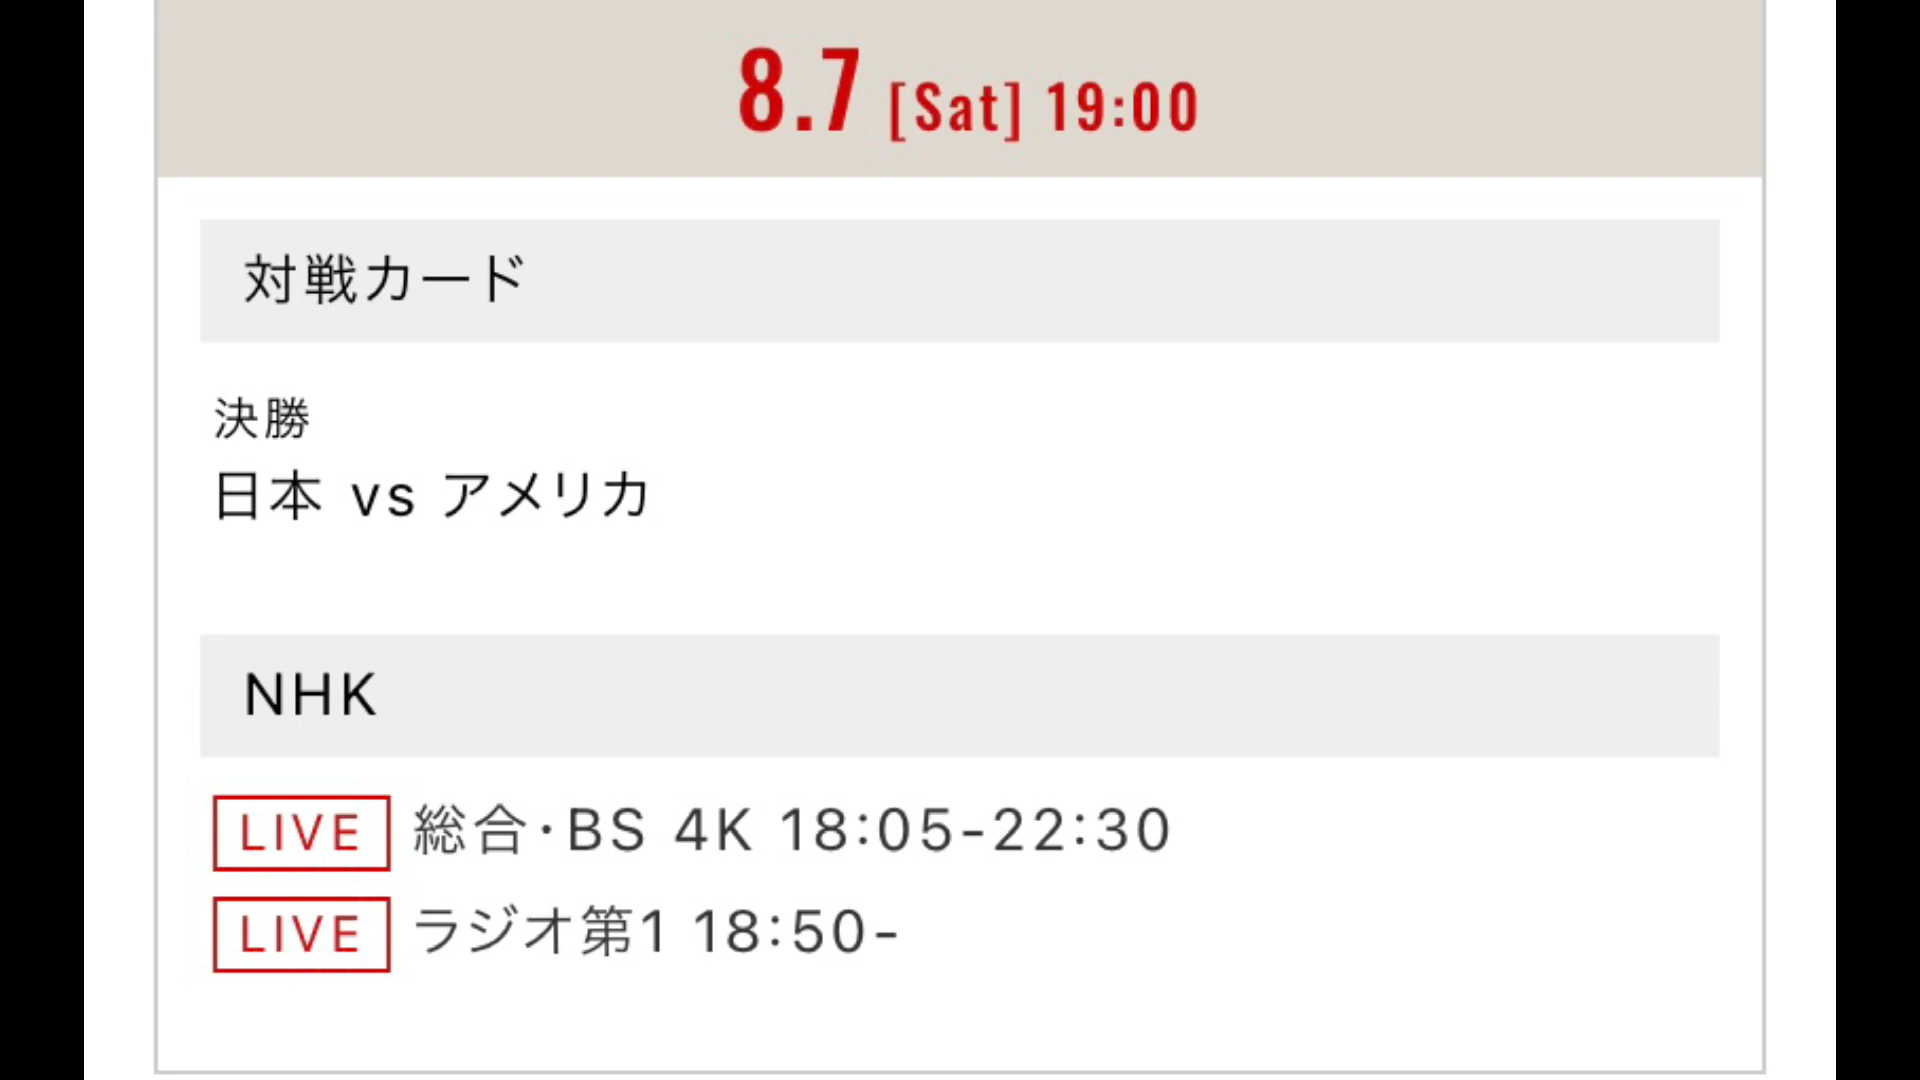 8.7 [Sat] 19:00
対戦カード
決勝
日本 vs アメリカ
NHK
LIVE 総合・BS 4K 18:05-22:30
LIVE ラジオ第1 18:50-